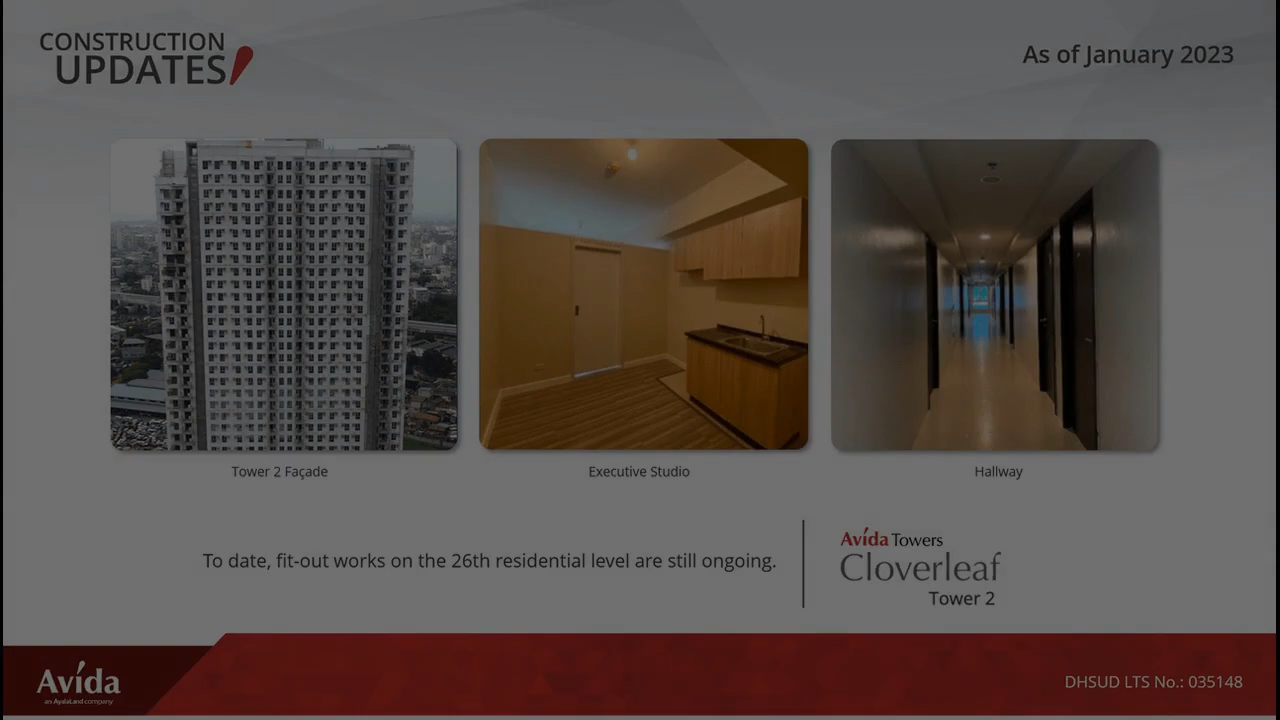 CONSTRUCTION
UPDATES
As of January 2023
Tower 2 Façade
Executive Studio
Hallway
To date, fit-out works on the 26th residential level are still ongoing.
Avida Towers
Cloverleaf
Tower 2
Avida
an AyalaLand company
DHSUD LTS No.: 035148